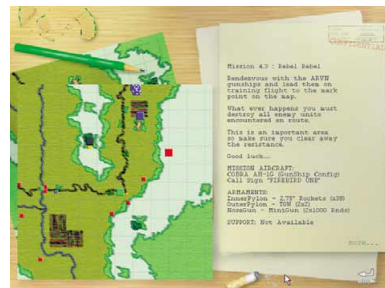 CONFIDENTIAL
Mission 4.3 : Rebel Rebel
Rendezvous with the ARVN
gunships and lead them on
training flight to the mark
point on the map.
What ever happens you must
destroy all enemy units
encountered en route.
This is an important area
so make sure you clear away
the resistance.
Good luck...
MISSION AIRCRAFT:
COBRA AH-1G (GunShip Config)
Call Sign "FIREBIRD ONE"
ARMAMENTS:
InnerPylon - 2.75" Rockets (x38)
OuterPylon - TOW (2x2)
NoseGun - MiniGun (2x1000 Rnds)
SUPPORT: Not Available
MORE...